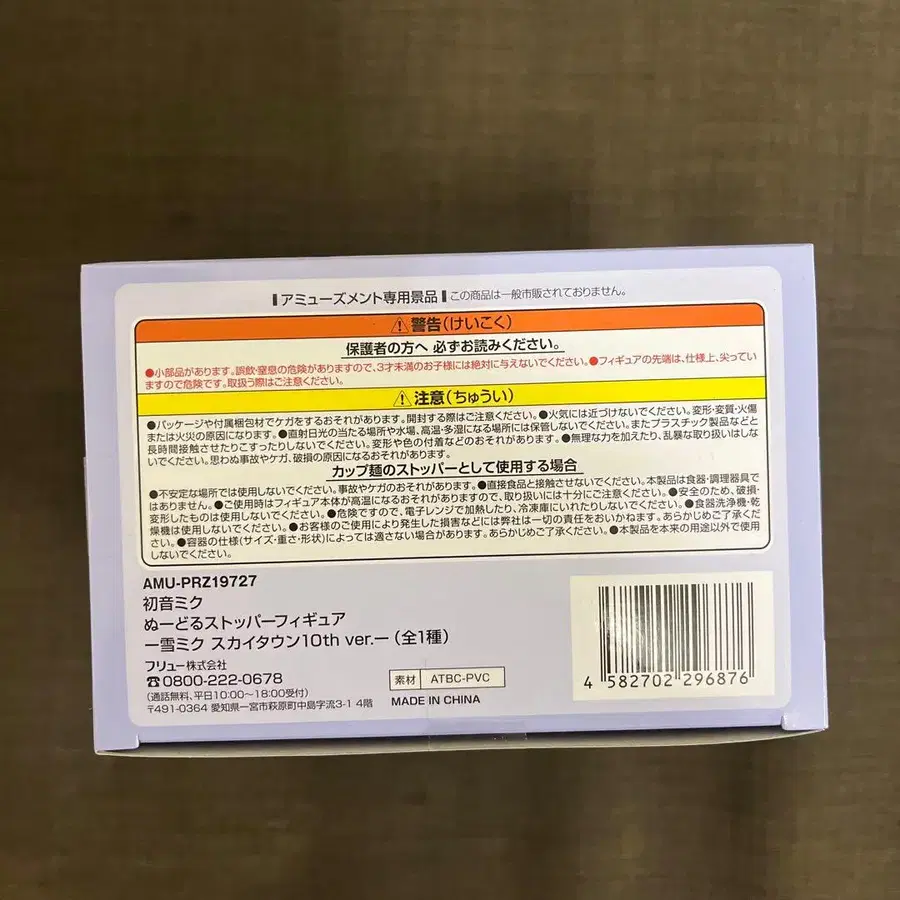 アミューズメント専用景品 この商品は一般市販されておりません。
⚠警告(けいこく)
保護者の方へ 必ずお読みください。
●小部品があります。誤飲・窒息の危険がありますので、3才未満のお子様には絶対に与えないでください。●フィギュアの先端は、仕様上、尖ってい
ますので危険です。取扱う際はご注意ください。
⚠注意(ちゅうい)
●パッケージや付属梱包材でケガをするおそれがあります。開封する際はご注意ください。●火気には近づけないでください。変形・変質・火傷
または火災の原因になります。●直射日光の当たる場所や水場、高温・多湿になる場所には保管しないでください。またプラスチック製品などと
長時間接触させたりこすったりしないでください。変形や色の付着などのおそれがあります。●無理な力を加えたり、乱暴な取り扱いはしな
いでください。思わぬ事故やケガ、破損の原因になるおそれがあります。
カップ麺のストッパーとして使用する場合
●不安定な場所では使用しないでください。事故やケガのおそれがあります。●直接食品と接触させないでください。本製品は食器・調理器具で
はありません。●ご使用時はフィギュア本体が高温になるおそれがありますので、取り扱いには十分にご注意ください。●安全のため、破損・
変形したものは使用しないでください。●危険ですので、電子レンジで加熱したり、冷凍庫にいれたりしないでください。●食器洗浄機・乾
燥機は使用しないでください。●お客様のご使用により発生した損害などには弊社は一切の責任をおいかねます。あらかじめご了承くだ
さい。●容器の仕様(サイズ・重さ・形状)によっては適さない場合があります。あらかじめご了承ください。●本製品を本来の用途以外で使用
しないでください。
AMU-PRZ19727
初音ミク
ぬーどるストッパーフィギュア
ー雪ミク スカイタウン10th ver.ー(全1種)
フリュー株式会社
☎0800-222-0678
(通話無料、平日10:00〜18:00受付)
〒491-0364 愛知県一宮市萩原町中島字流3-1 4階
素材 ATBC-PVC
MADE IN CHINA
4 582702 296876